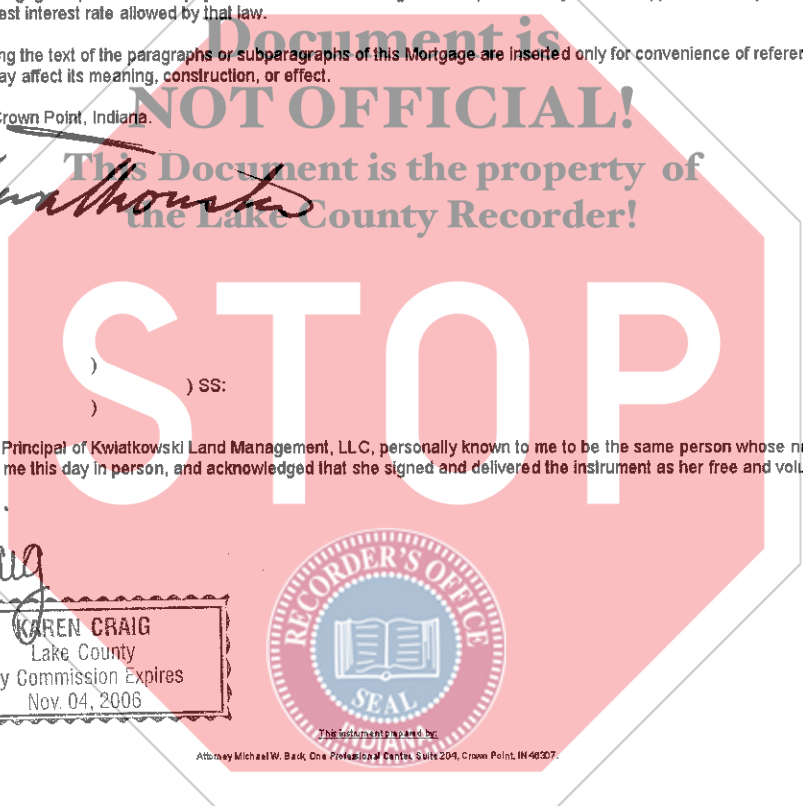 est interest rate allowed by that law.
Document is
ng the text of the paragraphs or subparagraphs of this Mortgage are inserted only for convenience of refere
ay affect its meaning, construction, or effect.
NOT OFFICIAL!
Crown Point, Indiana.
This Document is the property of
the Lake County Recorder!
STOP
)
) SS:
)
Principal of Kwiatkowski Land Management, LLC, personally known to me to be the same person whose n
me this day in person, and acknowledged that she signed and delivered the instrument as her free and volu
KAREN CRAIG
Lake County
y Commission Expires
Nov. 04, 2006
RECORDER'S OFFICE
SEAL
INDIANA
This instrument prepared by:
Attorney Michael W. Back, One Professional Center, Suite 204, Crown Point, IN 46307.